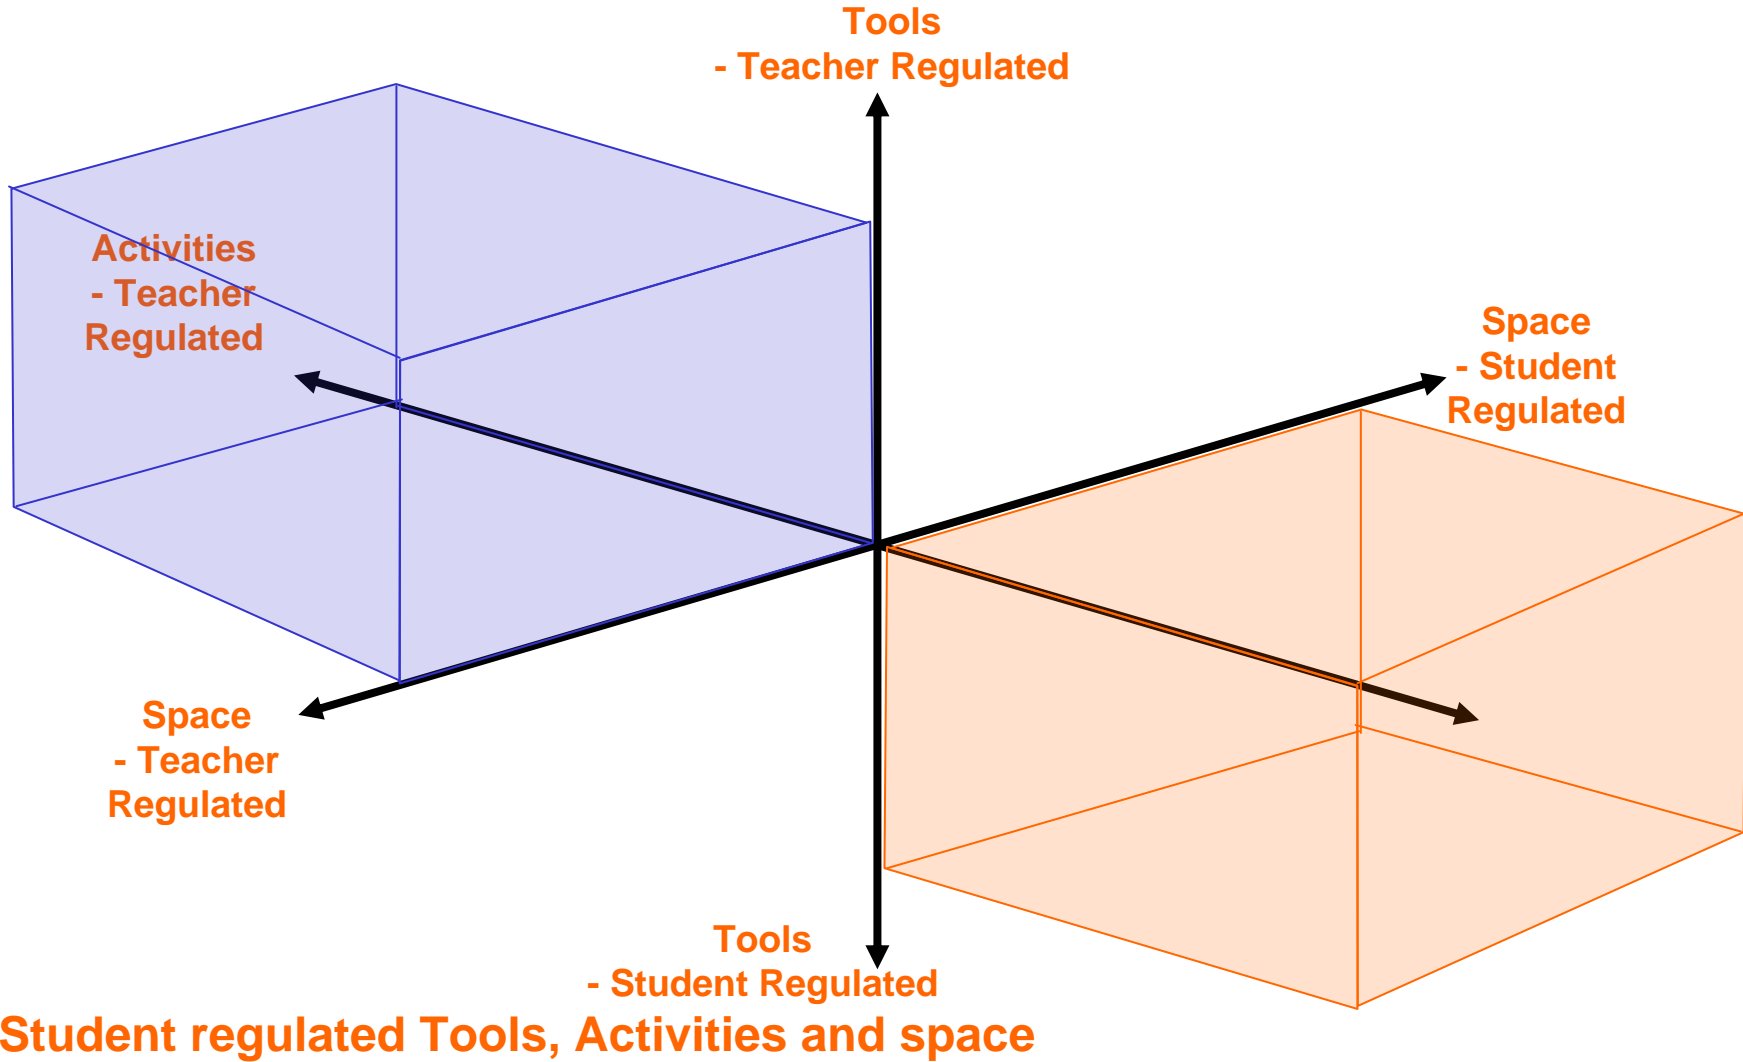 Tools
- Teacher Regulated
Activities
- Teacher
Regulated
Space
- Student
Regulated
Space
- Teacher
Regulated
Tools
- Student Regulated
Student regulated Tools, Activities and space